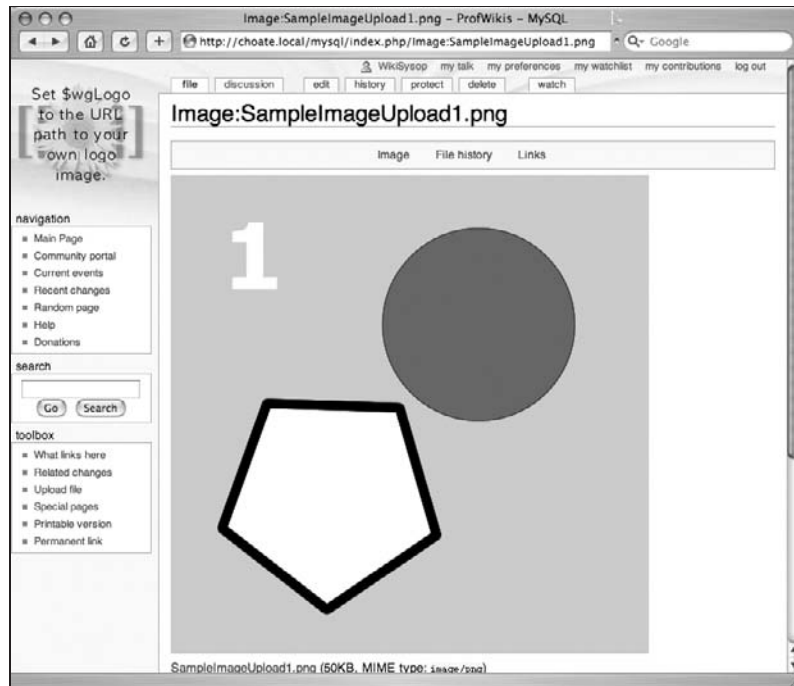 Image:SampleImageUpload1.png - ProfWikis - MySQL
http://choate.local/mysql/index.php/Image:SampleImageUpload1.png
Google
WikiSysop my talk my preferences my watchlist my contributions log out
file discussion edit history protect delete watch
Set $wgLogo
to the URL
path to your
own logo
image.
Image:SampleImageUpload1.png
Image File history Links
1
navigation
Main Page
Community portal
Current events
Recent changes
Random page
Help
Donations
search
Go Search
toolbox
What links here
Related changes
Upload file
Special pages
Printable version
Permanent link
SampleImageUpload1.png (50KB, MIME type: image/png)